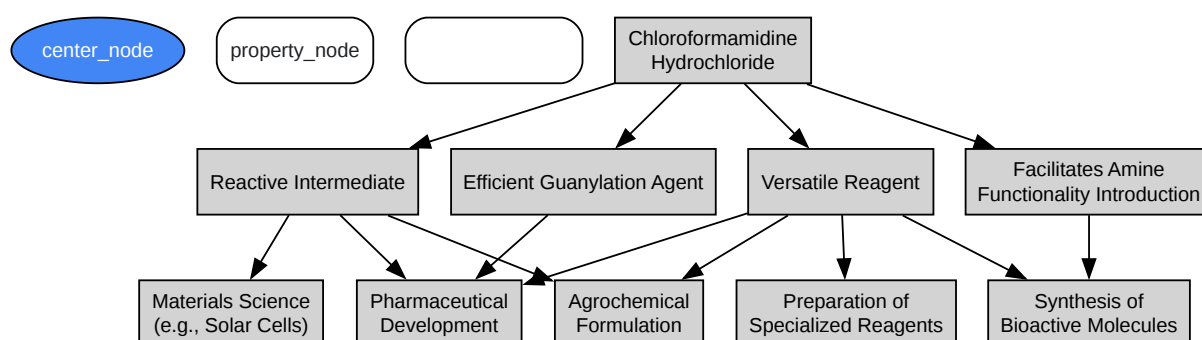 center_node
property_node
Chloroformamidine
Hydrochloride
Reactive Intermediate
Efficient Guanylation Agent
Versatile Reagent
Facilitates Amine
Functionality Introduction
Materials Science
(e.g., Solar Cells)
Pharmaceutical
Development
Agrochemical
Formulation
Preparation of
Specialized Reagents
Synthesis of
Bioactive Molecules